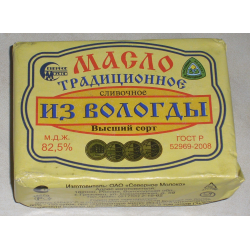 МАСЛО
ТРАДИЦИОННОЕ
сливочное
ИЗ ВОЛОГДЫ
Высший сорт
М.Д.Ж.
82,5%
ГОСТ Р
52969-2008
Изготовитель: ОАО «Северное Молоко»